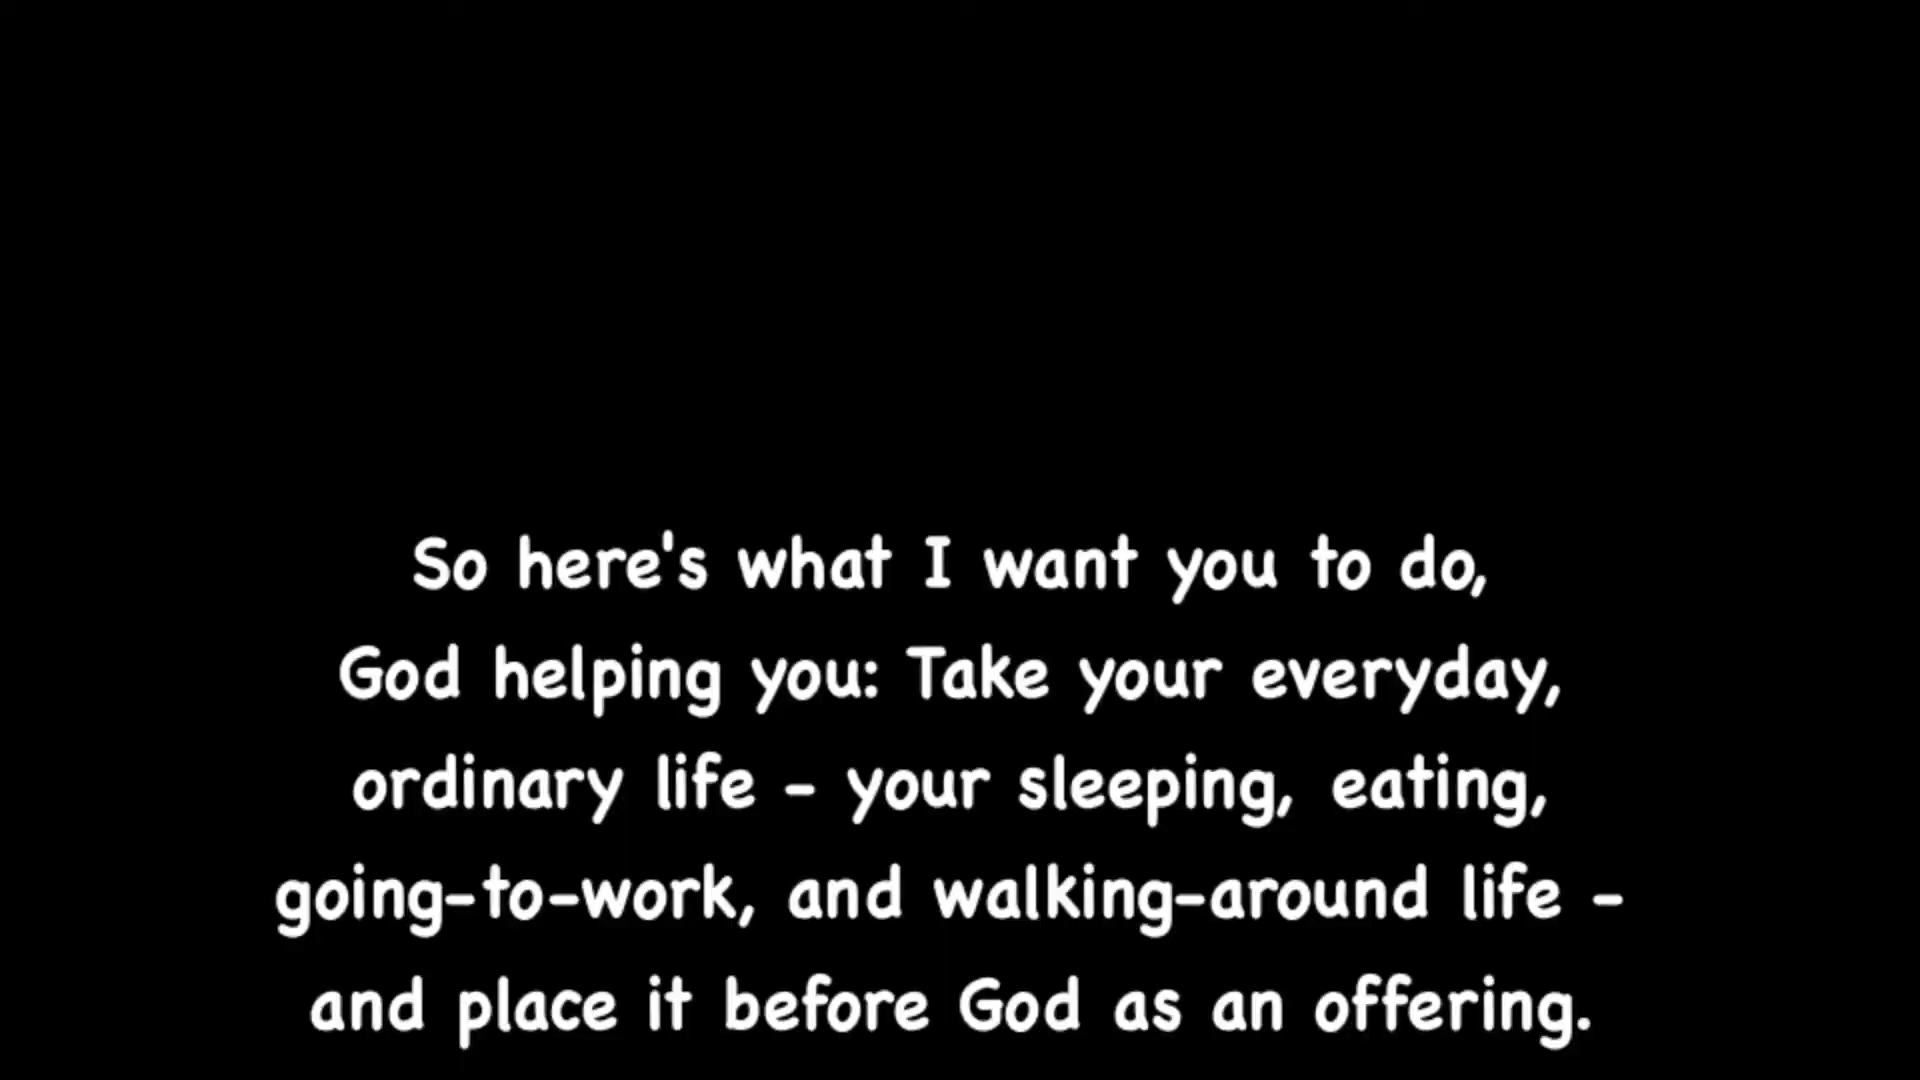 So here's what I want you to do,
God helping you: Take your everyday,
ordinary life - your sleeping, eating,
going-to-work, and walking-around life -
and place it before God as an offering.